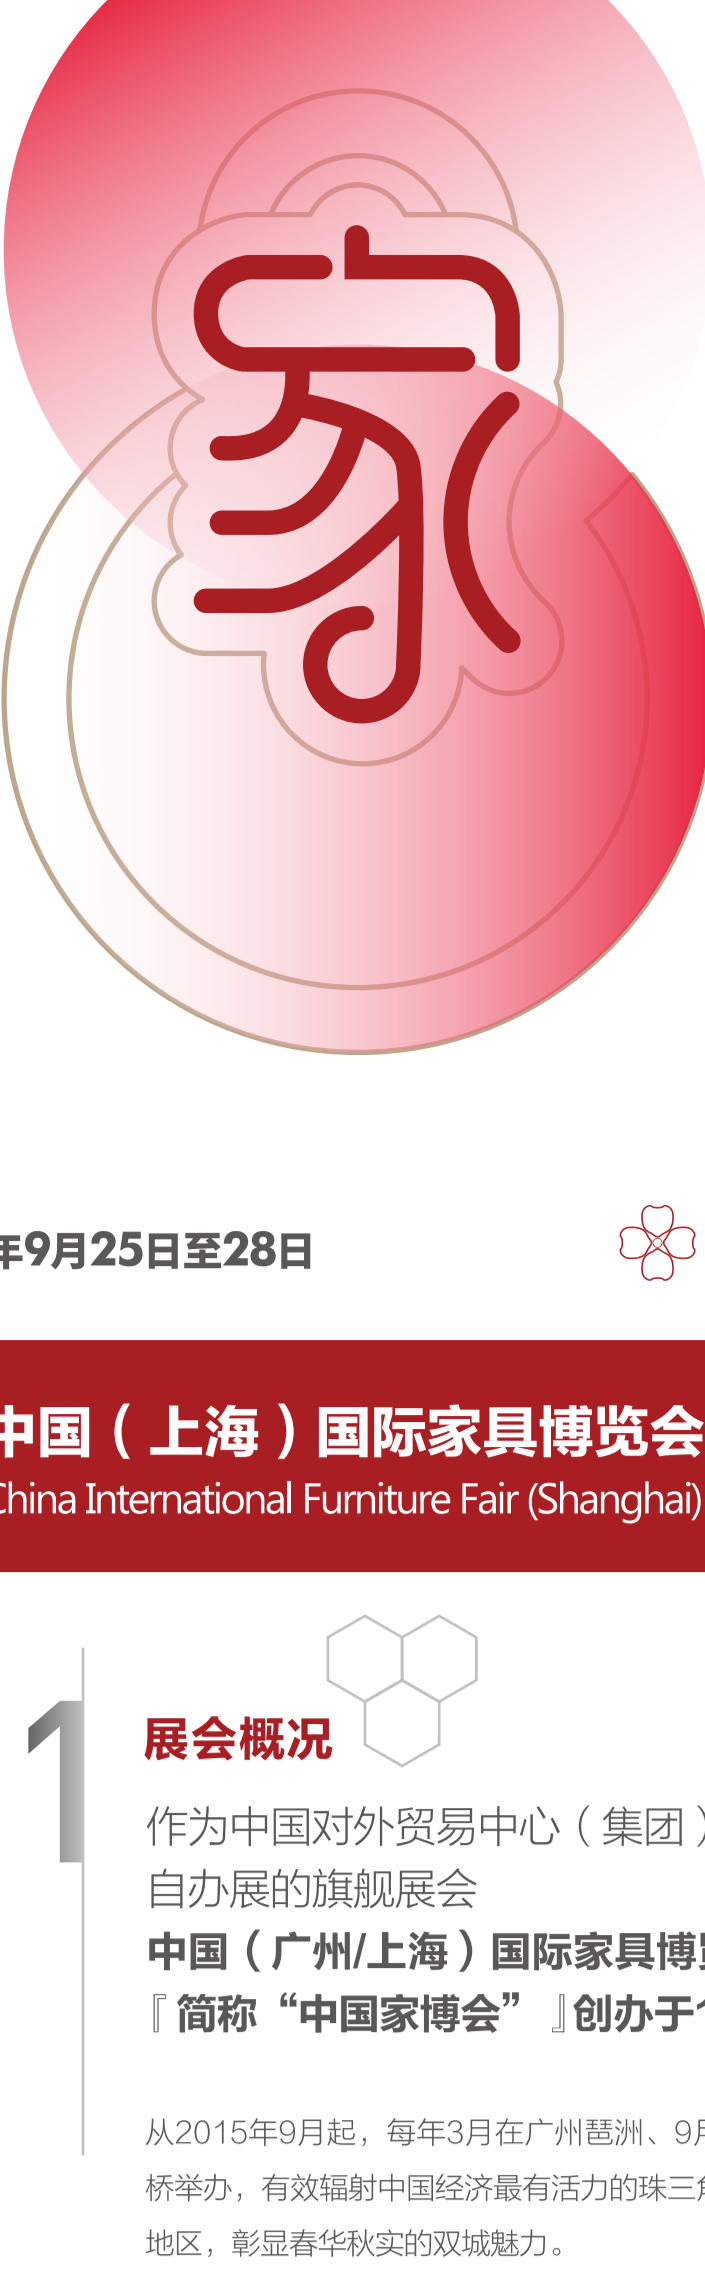 家
年9月25日至28日
中国（上海）国际家具博览会
China International Furniture Fair (Shanghai)
1
展会概况
作为中国对外贸易中心（集团）
自办展的旗舰展会
中国（广州/上海）国际家具博览
『简称“中国家博会”』创办于1
从2015年9月起，每年3月在广州琶洲、9月
桥举办，有效辐射中国经济最有活力的珠三角
地区，彰显春华秋实的双城魅力。